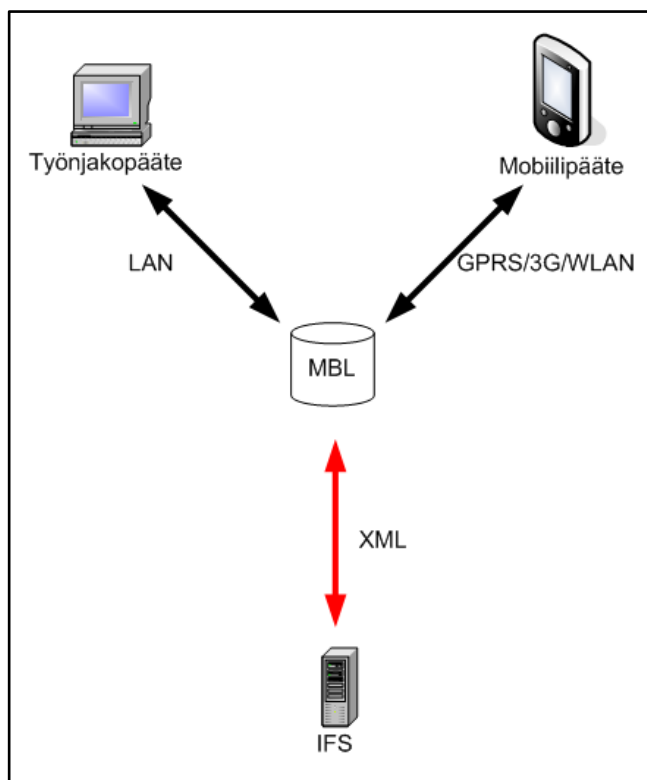 Työnjakopääte
Mobiilipääte
LAN
GPRS/3G/WLAN
MBL
XML
IFS